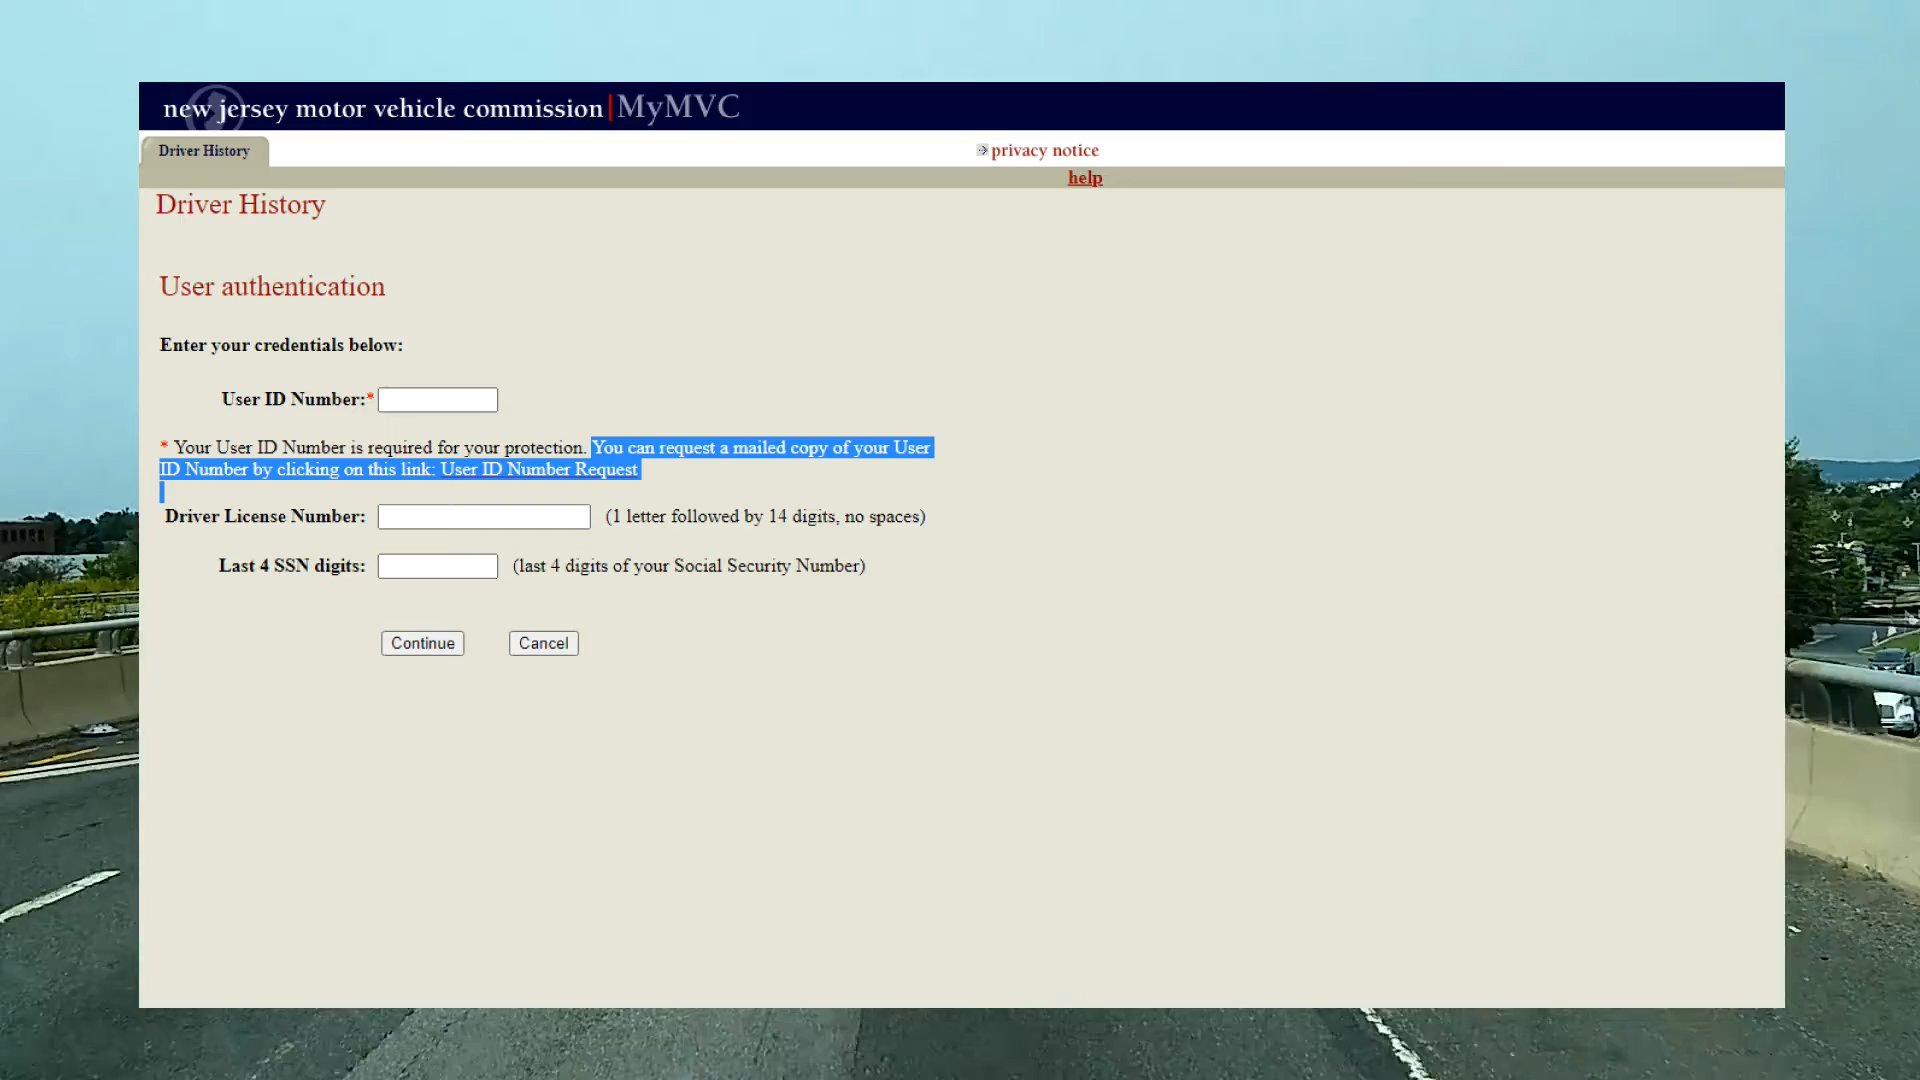 new jersey motor vehicle commission|MyMVC
Driver History
privacy notice
help
Driver History
User authentication
Enter your credentials below:
User ID Number:*
* Your User ID Number is required for your protection. You can request a mailed copy of your User
ID Number by clicking on this link: User ID Number Request
Driver License Number: (1 letter followed by 14 digits, no spaces)
Last 4 SSN digits: (last 4 digits of your Social Security Number)
Continue Cancel